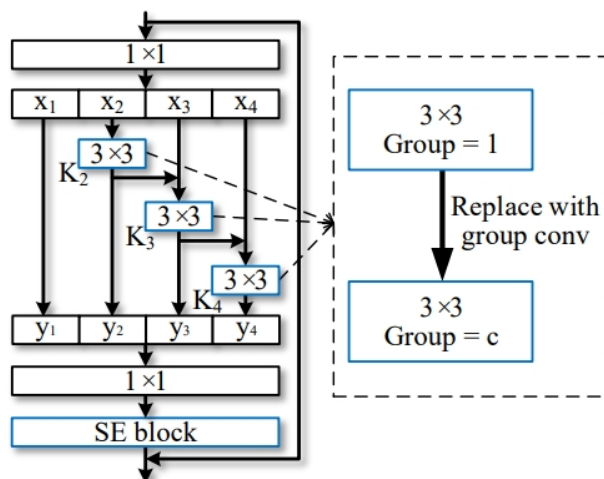 1×1
x₁ x₂ x₃ x₄
3×3
K₂
3×3
K₃
3×3
K₄
y₁ y₂ y₃ y₄
1×1
SE block
3×3
Group = 1
Replace with
group conv
3×3
Group = c